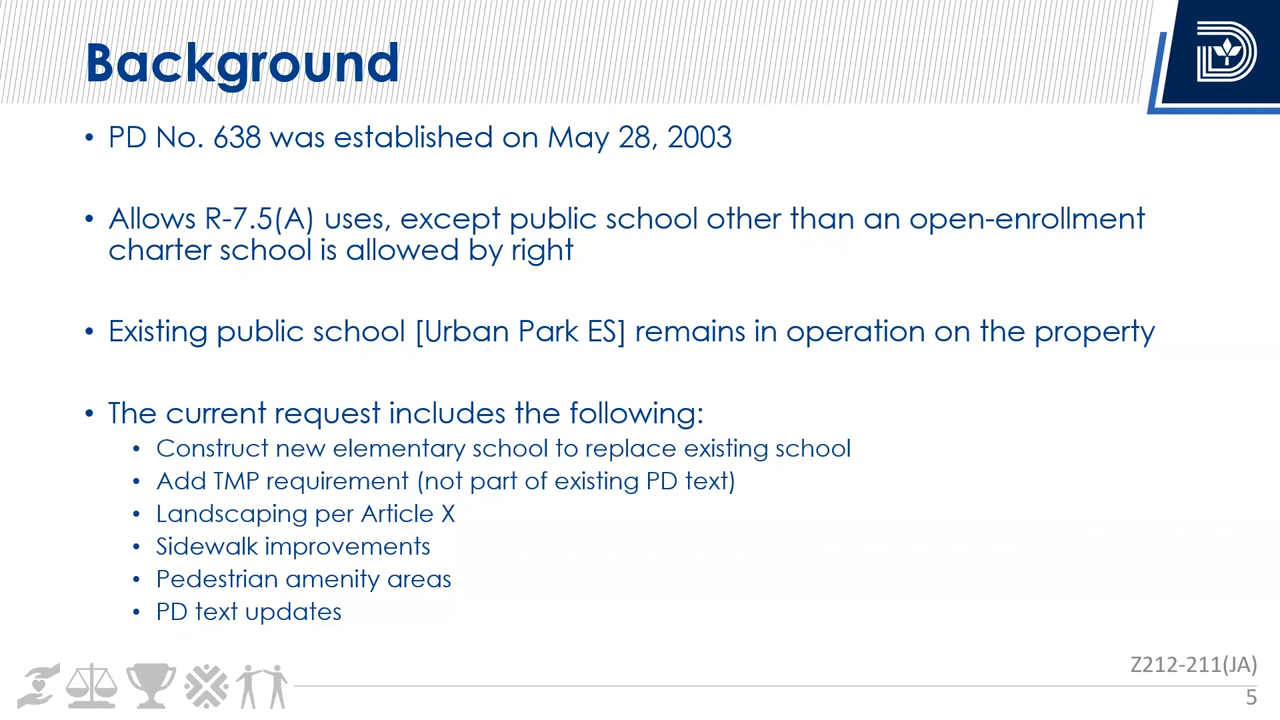 Background
• PD No. 638 was established on May 28, 2003
• Allows R-7.5(A) uses, except public school other than an open-enrollment
charter school is allowed by right
• Existing public school [Urban Park ES] remains in operation on the property
• The current request includes the following:
• Construct new elementary school to replace existing school
• Add TMP requirement (not part of existing PD text)
• Landscaping per Article X
• Sidewalk improvements
• Pedestrian amenity areas
• PD text updates
Z212-211(JA)
5